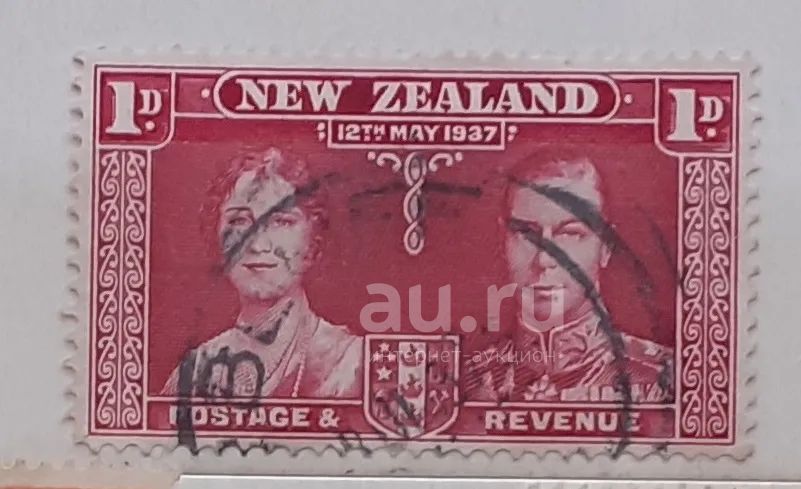 1D. NEW ZEALAND 1D.
12TH MAY 1937
au.ru
интернет-аукцион
POSTAGE & REVENUE